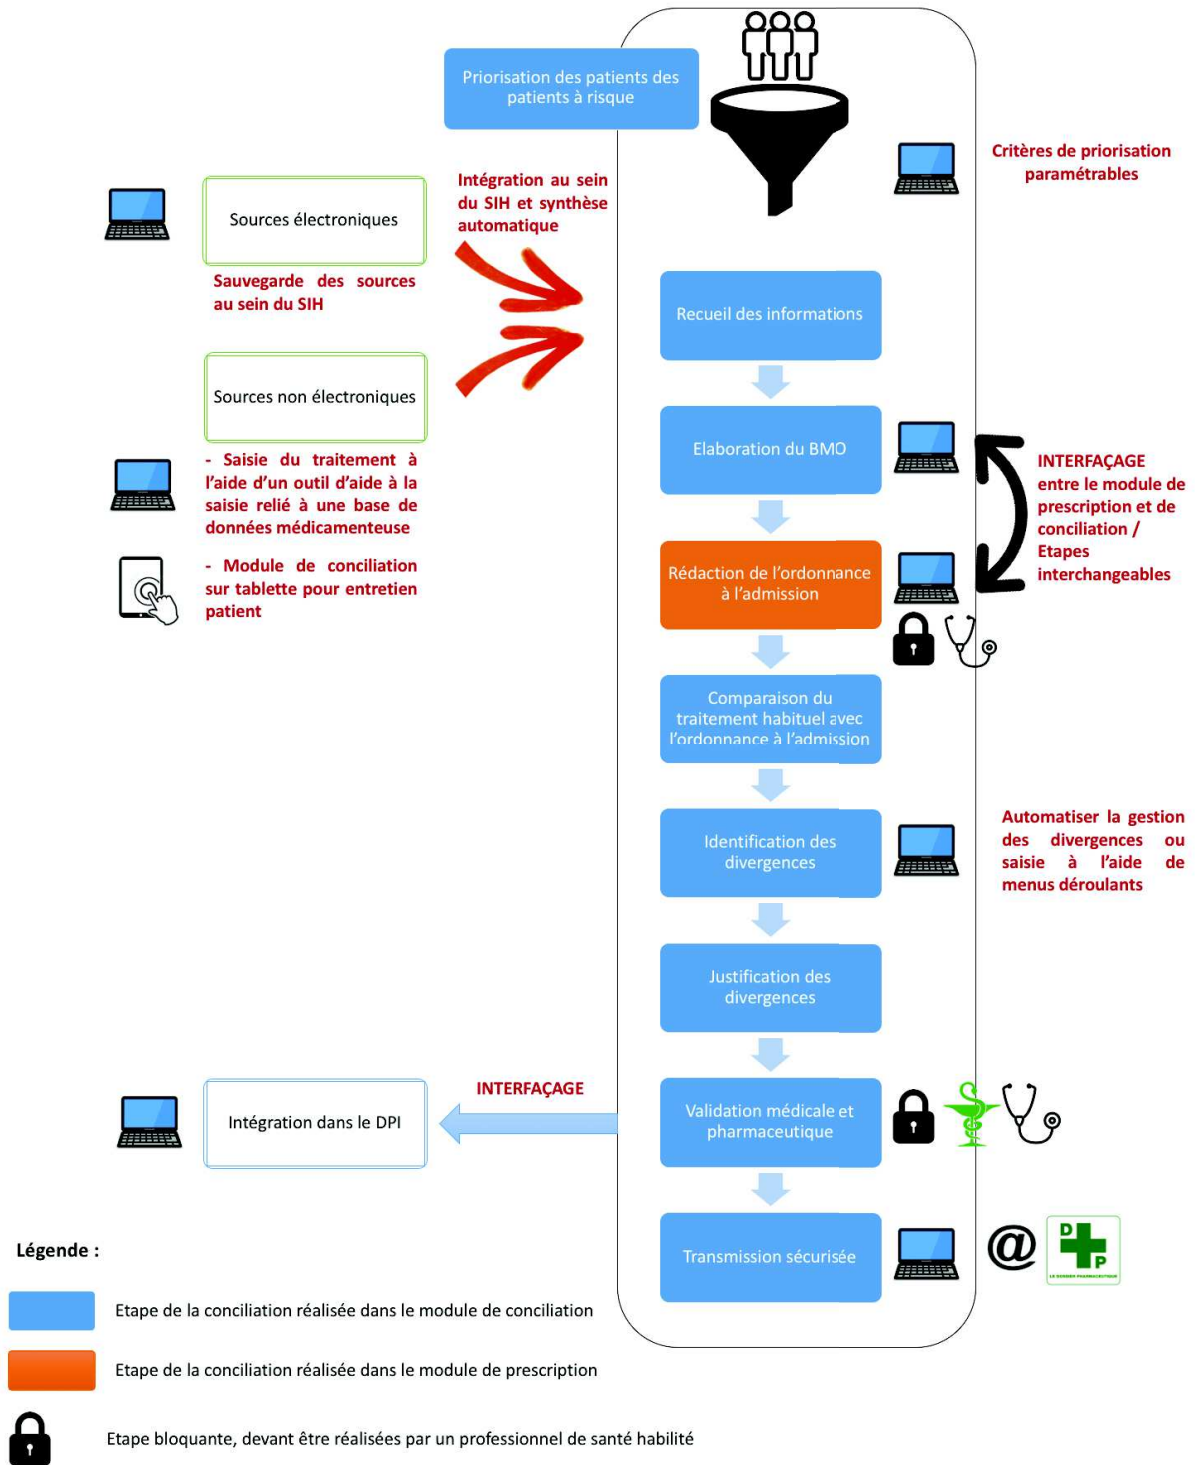 Priorisation des patients des
patients à risque
Critères de priorisation
paramétrables
Sources électroniques
Intégration au sein
du SIH et synthèse
automatique
Sauvegarde des sources
au sein du SIH
Recueil des informations
Sources non électroniques
- Saisie du traitement à
l'aide d'un outil d'aide à la
saisie relié à une base de
données médicamenteuse
- Module de conciliation
sur tablette pour entretien
patient
Elaboration du BMO
INTERFAÇAGE
entre le module de
prescription et de
conciliation /
Etapes
interchangeables
Rédaction de l'ordonnance
à l'admission
Comparaison du
traitement habituel avec
l'ordonnance à l'admission
Identification des
divergences
Automatiser la gestion
des divergences ou
saisie à l'aide de
menus déroulants
Justification des
divergences
Validation médicale et
pharmaceutique
INTERFAÇAGE
Intégration dans le DPI
Transmission sécurisée
@
D
P
LE DOSSIER PHARMACEUTIQUE
Légende :
Etape de la conciliation réalisée dans le module de conciliation
Etape de la conciliation réalisée dans le module de prescription
Etape bloquante, devant être réalisées par un professionnel de santé habilité